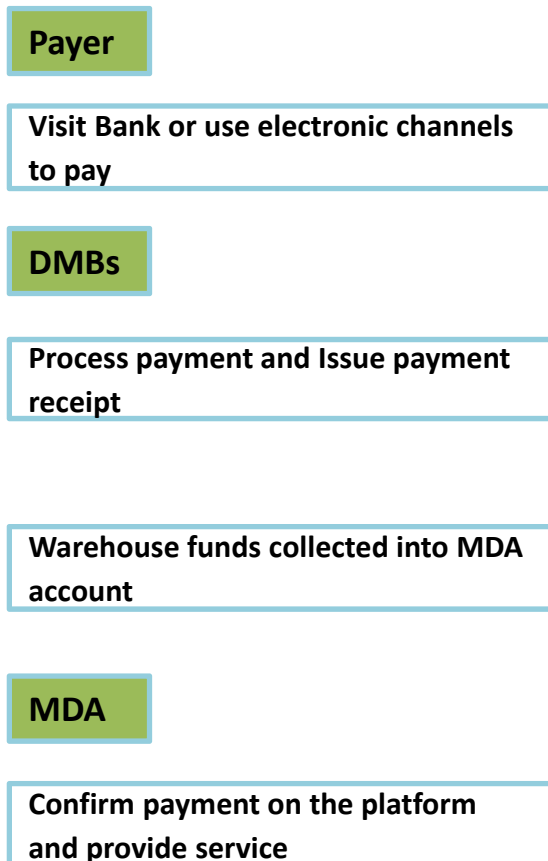 Payer
Visit Bank or use electronic channels
to pay
DMBs
Process payment and Issue payment
receipt
Warehouse funds collected into MDA
account
MDA
Confirm payment on the platform
and provide service